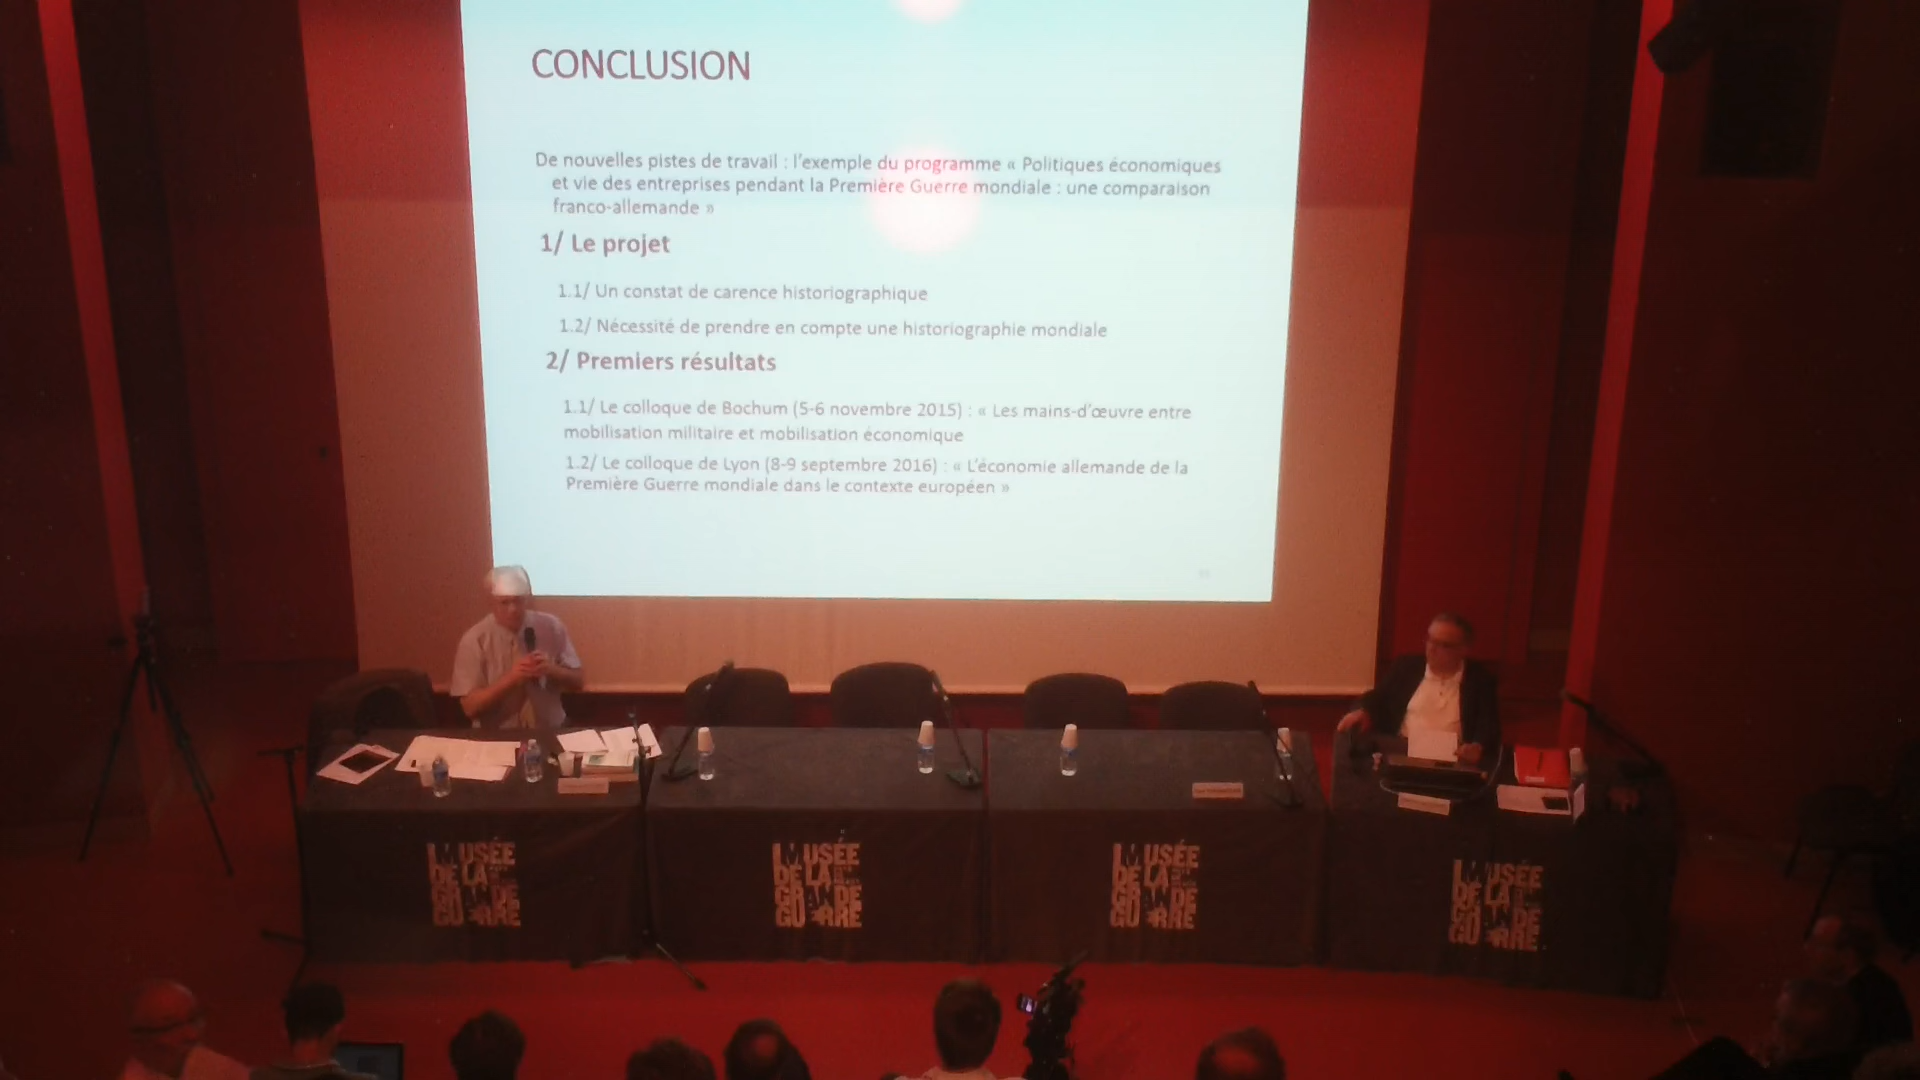 CONCLUSION
De nouvelles pistes de travail : l'exemple du programme « Politiques économiques
et vie des entreprises pendant la Première Guerre mondiale : une comparaison
franco-allemande »
1/ Le projet
1.1/ Un constat de carence historiographique
1.2/ Nécessité de prendre en compte une historiographie mondiale
2/ Premiers résultats
1.1/ Le colloque de Bochum (5-6 novembre 2015) : « Les mains-d'œuvre entre
mobilisation militaire et mobilisation économique
1.2/ Le colloque de Lyon (8-9 septembre 2016) : « L'économie allemande de la
Première Guerre mondiale dans le contexte européen »
MUSÉE
DE LA
GRANDE
GUERRE
MUSÉE
DE LA
GRANDE
GUERRE
MUSÉE
DE LA
GRANDE
GUERRE
MUSÉE
DE LA
GRANDE
GUERRE